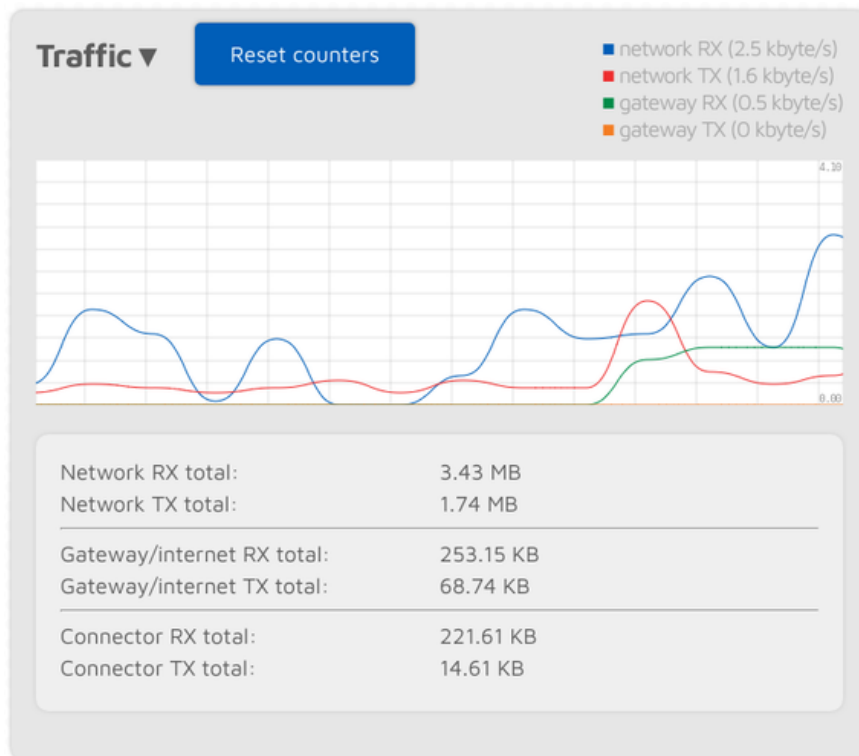 Traffic ▼
Reset counters
network RX (2.5 kbyte/s)
network TX (1.6 kbyte/s)
gateway RX (0.5 kbyte/s)
gateway TX (0 kbyte/s)
4.10
0.00
Network RX total: 3.43 MB
Network TX total: 1.74 MB
Gateway/internet RX total: 253.15 KB
Gateway/internet TX total: 68.74 KB
Connector RX total: 221.61 KB
Connector TX total: 14.61 KB